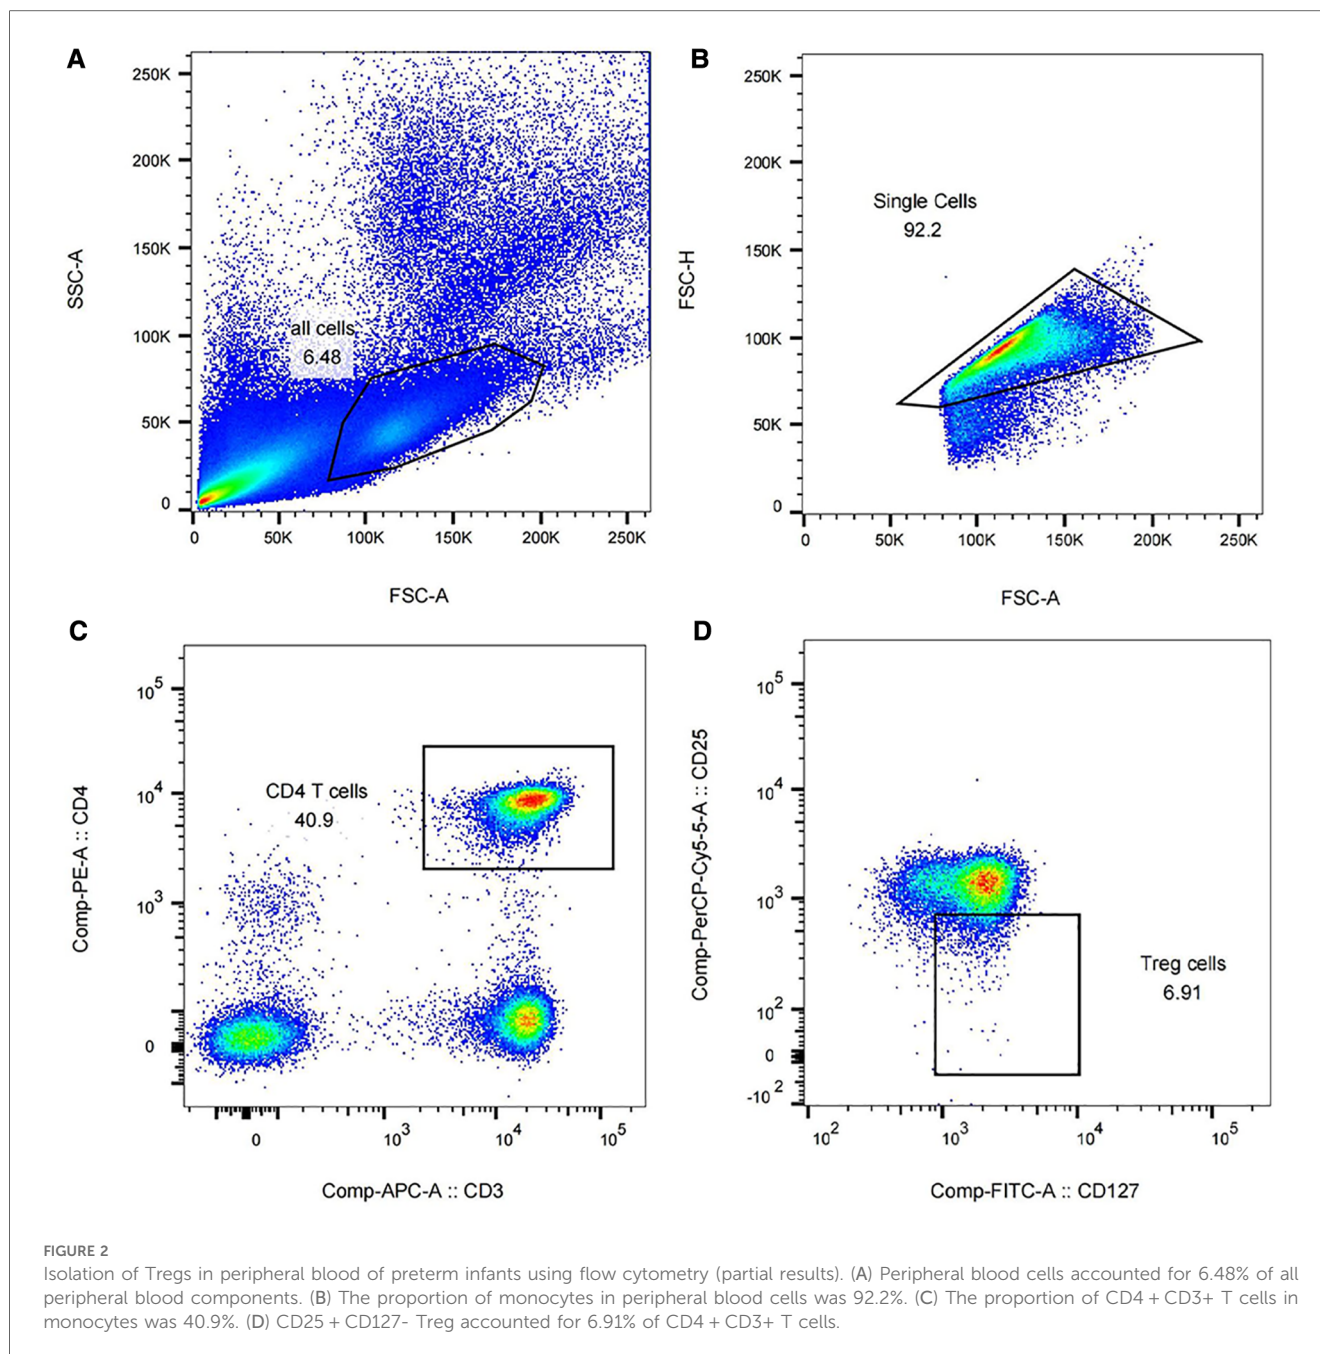 A
B
250K
200K
150K
100K
50K
0
SSC-A
all cells
6.48
0 50K 100K 150K 200K 250K
FSC-A
250K
200K
150K
100K
50K
0
FSC-H
Single Cells
92.2
0 50K 100K 150K 200K 250K
FSC-A
C
D
10^5
10^4
10^3
0
Comp-PE-A :: CD4
CD4 T cells
40.9
0 10^3 10^4 10^5
Comp-APC-A :: CD3
10^5
10^4
10^3
10^2
0
-10^2
Comp-PerCP-Cy5-5-A :: CD25
Treg cells
6.91
10^2 10^3 10^4 10^5
Comp-FITC-A :: CD127
FIGURE 2
Isolation of Tregs in peripheral blood of preterm infants using flow cytometry (partial results). (A) Peripheral blood cells accounted for 6.48% of all
peripheral blood components. (B) The proportion of monocytes in peripheral blood cells was 92.2%. (C) The proportion of CD4 + CD3+ T cells in
monocytes was 40.9%. (D) CD25 + CD127- Treg accounted for 6.91% of CD4 + CD3+ T cells.